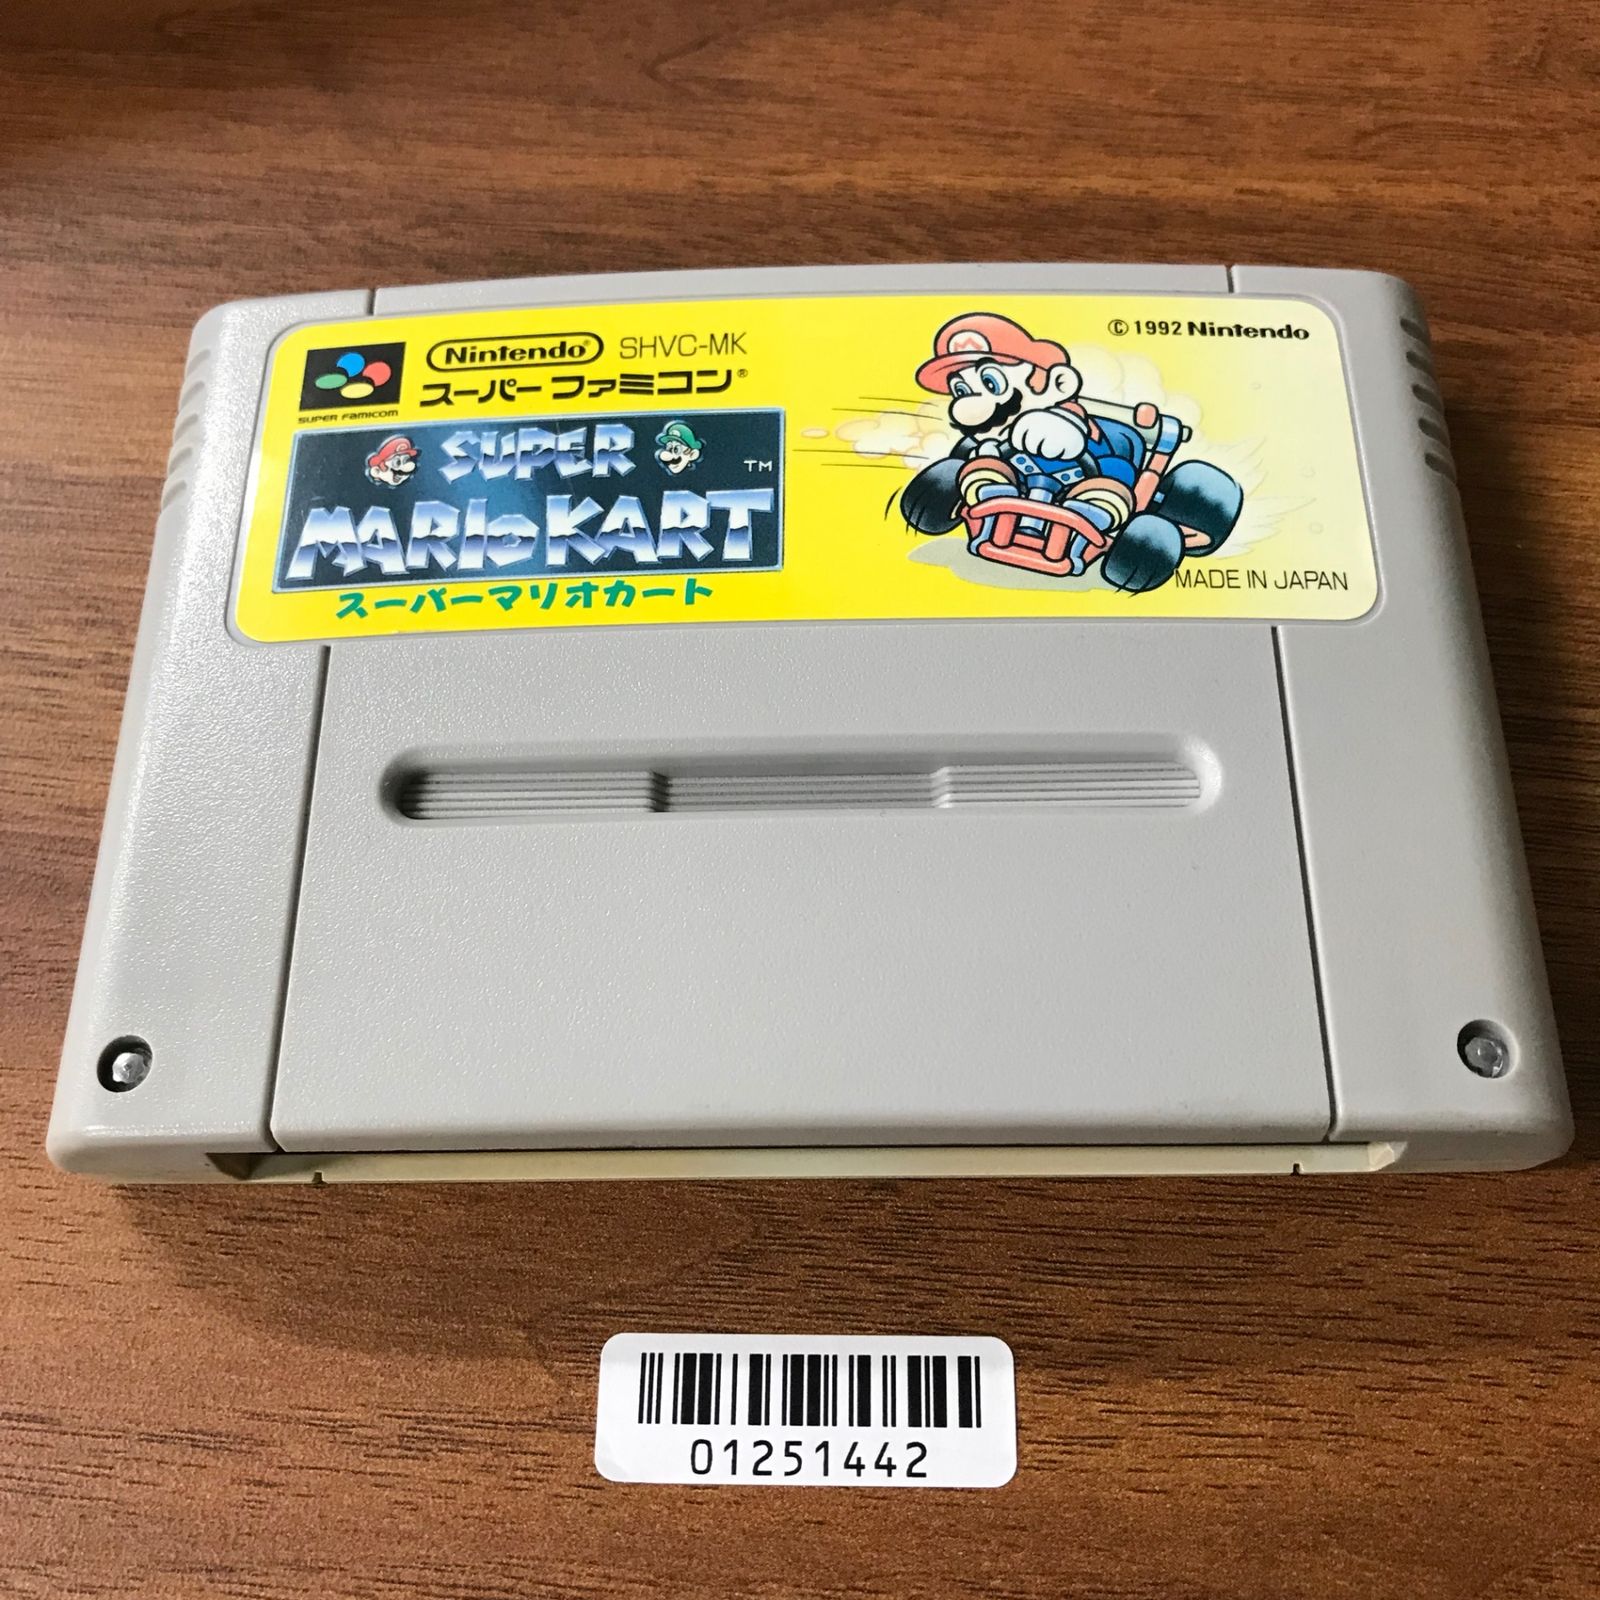 Nintendo® SHVC-MK
スーパーファミコン®
SUPER FAMICOM
SUPER
MARIO KART TM
スーパーマリオカート
© 1992 Nintendo
M
MADE IN JAPAN
01251442